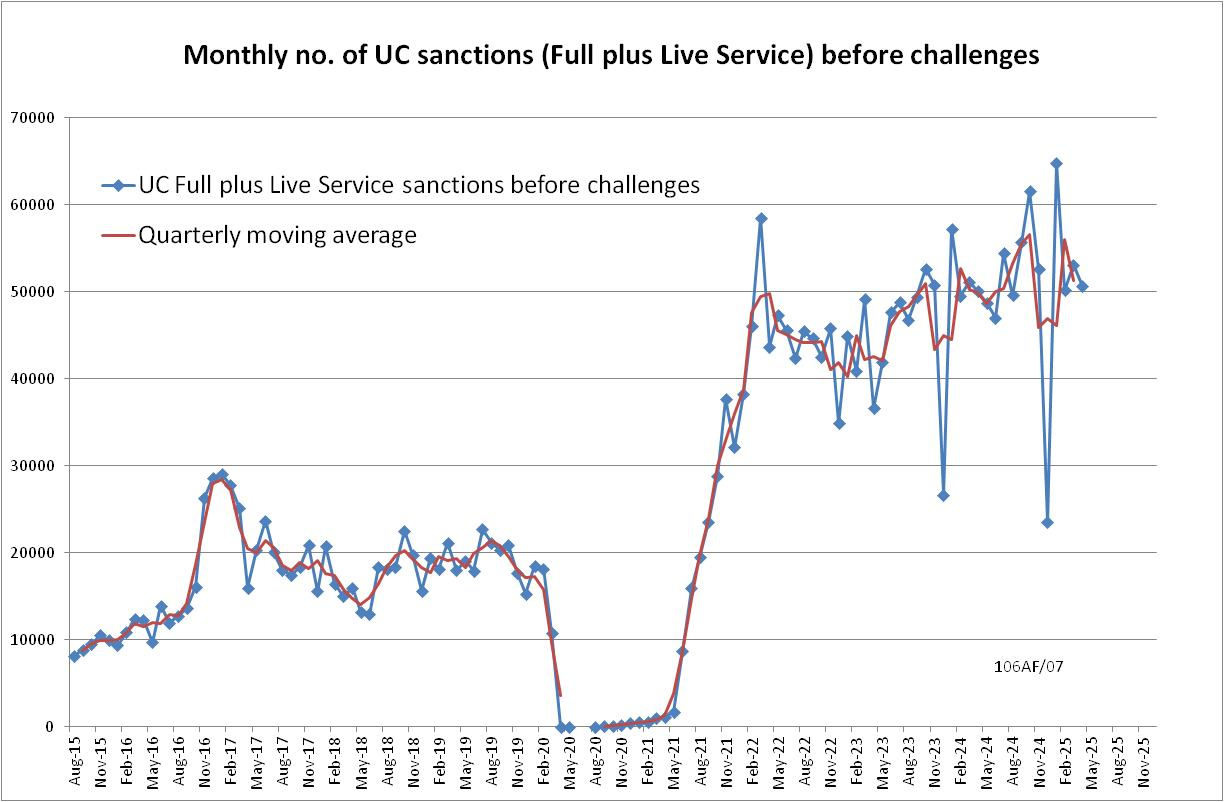 Monthly no. of UC sanctions (Full plus Live Service) before challenges
70000
60000
50000
40000
30000
20000
10000
0
UC Full plus Live Service sanctions before challenges
Quarterly moving average
106AF/07
Aug-15
Nov-15
Feb-16
May-16
Aug-16
Nov-16
Feb-17
May-17
Aug-17
Nov-17
Feb-18
May-18
Aug-18
Nov-18
Feb-19
May-19
Aug-19
Nov-19
Feb-20
May-20
Aug-20
Nov-20
Feb-21
May-21
Aug-21
Nov-21
Feb-22
May-22
Aug-22
Nov-22
Feb-23
May-23
Aug-23
Nov-23
Feb-24
May-24
Aug-24
Nov-24
Feb-25
May-25
Aug-25
Nov-25